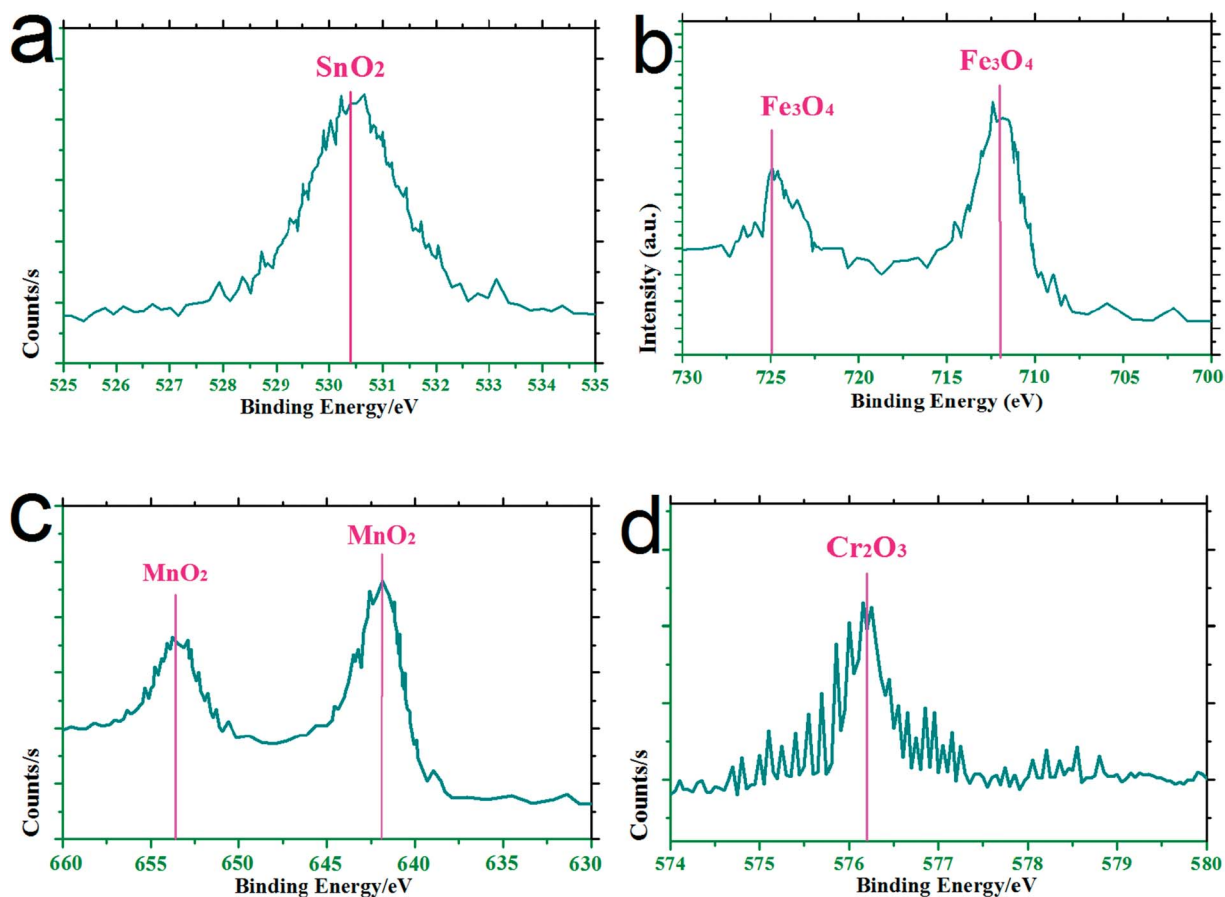 a
SnO₂
Counts/s
525 526 527 528 529 530 531 532 533 534 535
Binding Energy/eV
b
Fe₃O₄
Fe₃O₄
Intensity (a.u.)
730 725 720 715 710 705 700
Binding Energy (eV)
c
MnO₂
MnO₂
Counts/s
660 655 650 645 640 635 630
Binding Energy/eV
d
Cr₂O₃
Counts/s
574 575 576 577 578 579 580
Binding Energy/eV